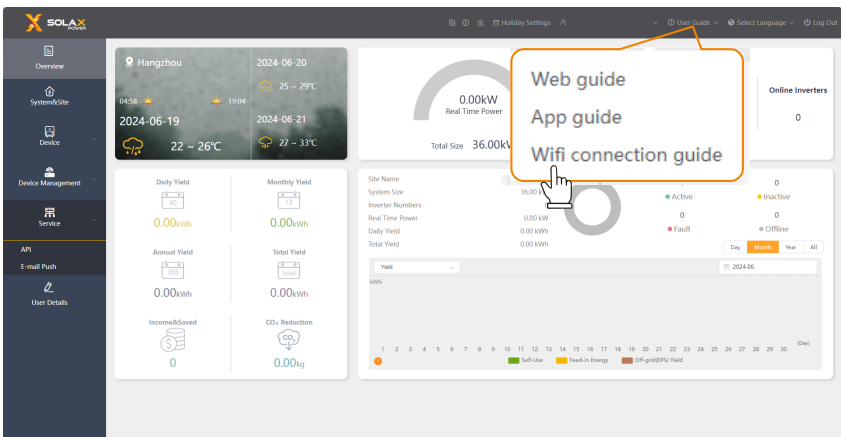 SOLAX
POWER
Holiday Settings
User Guide
Select Language
Log Out
Overview
System&Site
Device
Device Management
Service
API
E-mail Push
User Details
Hangzhou
04:58
19:04
2024-06-19
22 ~ 26℃
2024-06-20
25 ~ 29℃
2024-06-21
27 ~ 33℃
0.00kW
Real Time Power
Total Size 36.00k
Web guide
App guide
Wifi connection guide
Online Inverters
0
Daily Yield
30
0.00kWh
Monthly Yield
12
0.00kWh
Annual Yield
365
0.00kWh
Total Yield
total
0.00kWh
Income&Saved
0
CO₂ Reduction
0.00kg
Site Name
System Size 36.00
Inverter Numbers
Real Time Power 0.00 kW
Daily Yield 0.00 kWh
Total Yield 0.00 kWh
Active
0
Inactive
0
Fault
0
Offline
Day Month Year All
Yield
2024-06
kWh
1 2 3 4 5 6 7 8 9 10 11 12 13 14 15 16 17 18 19 20 21 22 23 24 25 26 27 28 29 30
(Day)
Self-Use Feed-in Energy Off-grid(EPS) Yield